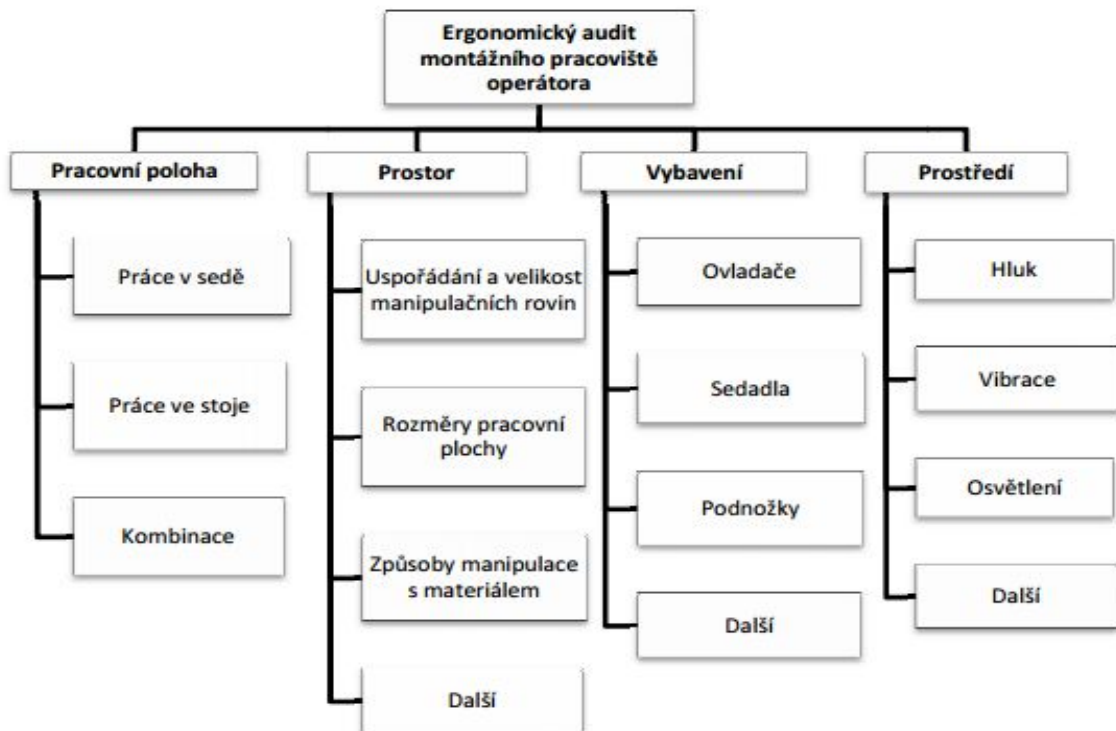 Ergonomický audit
montážního pracoviště
operátora
Pracovní poloha
Prostor
Vybavení
Prostředí
Práce v sedě
Práce ve stoje
Kombinace
Uspořádání a velikost
manipulačních rovin
Rozměry pracovní
plochy
Způsoby manipulace
s materiálem
Další
Ovladače
Sedadla
Podnožky
Další
Hluk
Vibrace
Osvětlení
Další